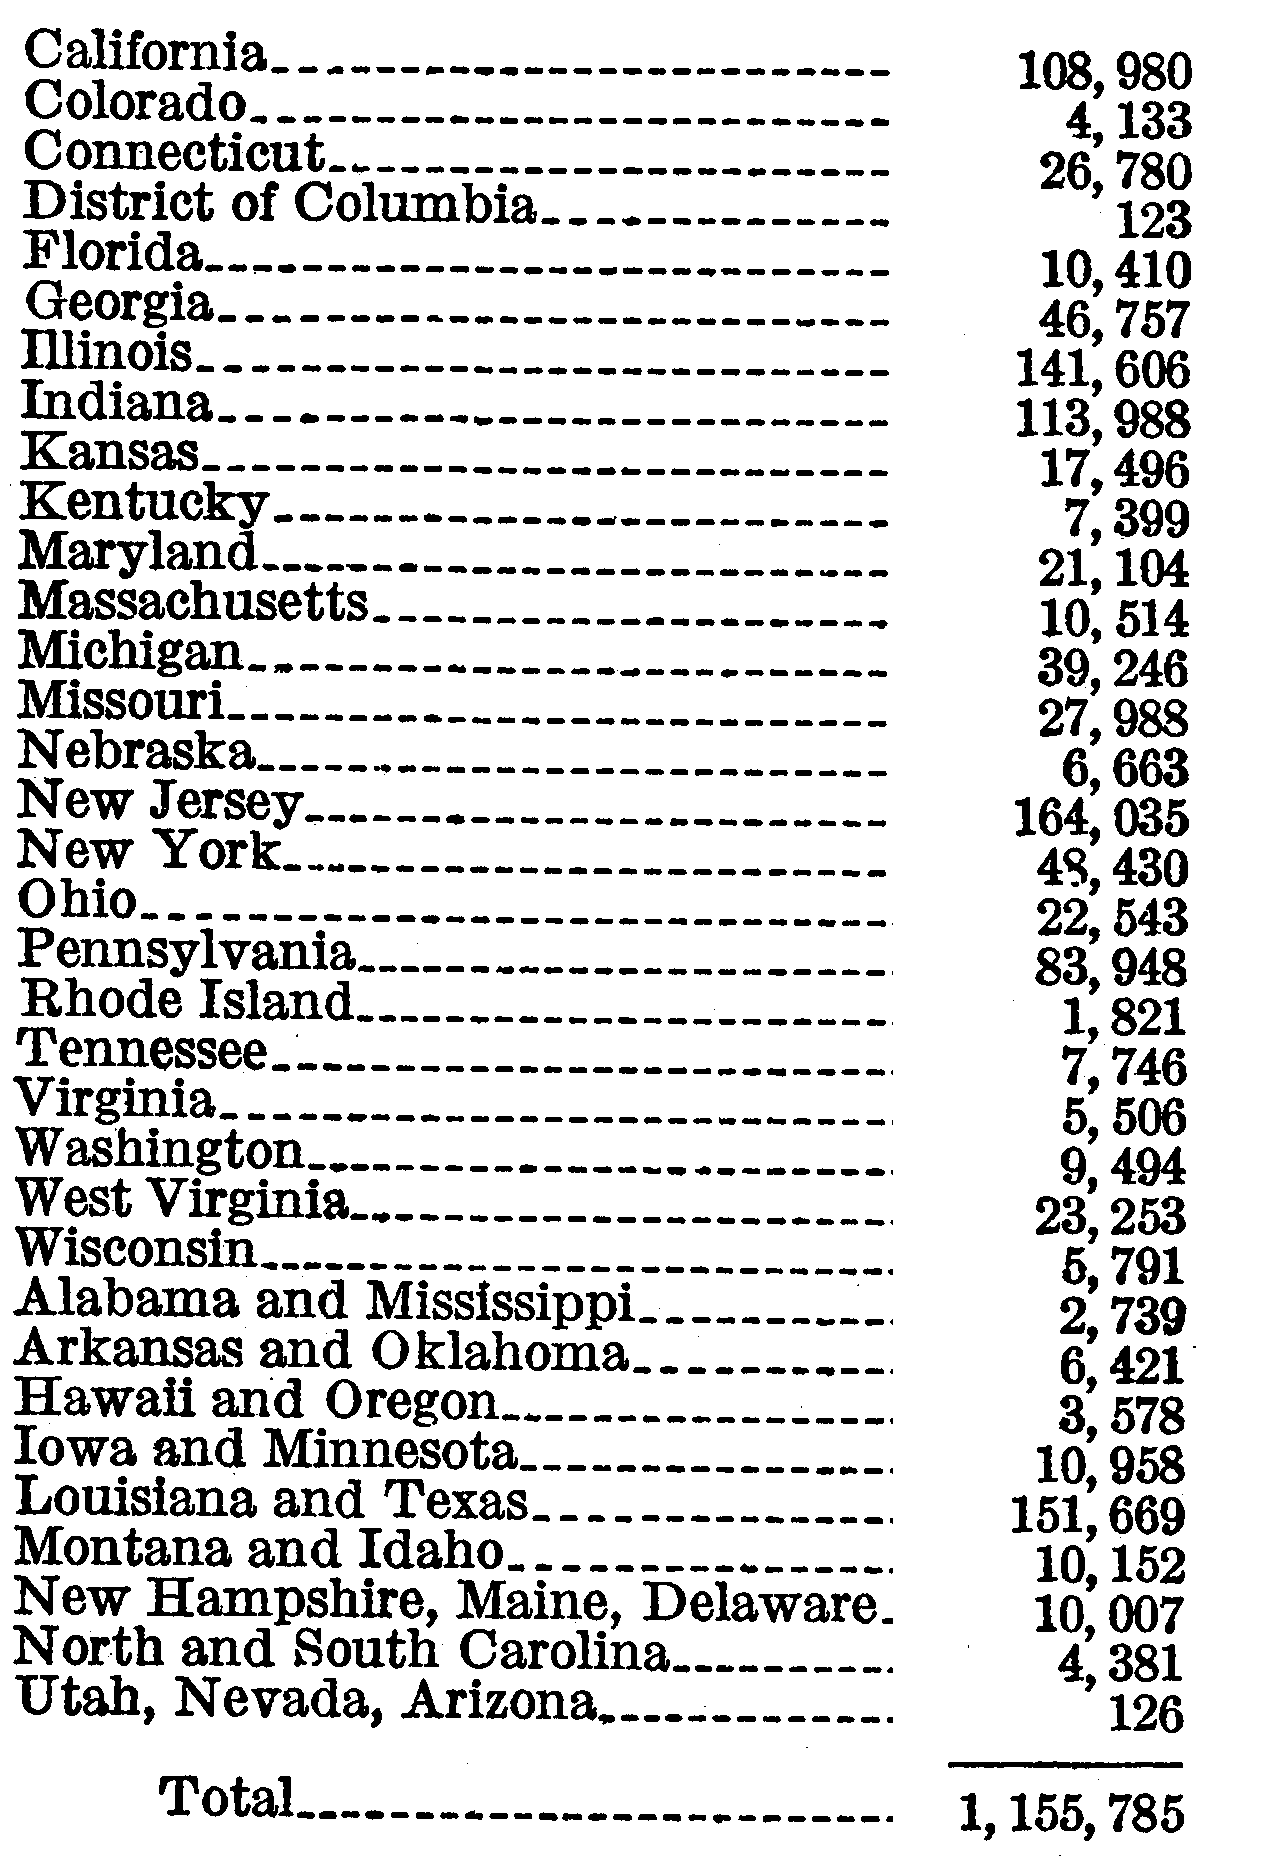 California 108,980
Colorado 4,133
Connecticut 26,780
District of Columbia 123
Florida 10,410
Georgia 46,757
Illinois 141,606
Indiana 113,988
Kansas 17,496
Kentucky 7,399
Maryland 21,104
Massachusetts 10,514
Michigan 39,246
Missouri 27,988
Nebraska 6,663
New Jersey 164,035
New York 48,430
Ohio 22,543
Pennsylvania 83,948
Rhode Island 1,821
Tennessee 7,746
Virginia 5,506
Washington 9,494
West Virginia 23,253
Wisconsin 5,791
Alabama and Mississippi 2,739
Arkansas and Oklahoma 6,421
Hawaii and Oregon 3,578
Iowa and Minnesota 10,958
Louisiana and Texas 151,669
Montana and Idaho 10,152
New Hampshire, Maine, Delaware 10,007
North and South Carolina 4,381
Utah, Nevada, Arizona 126
Total 1,155,785